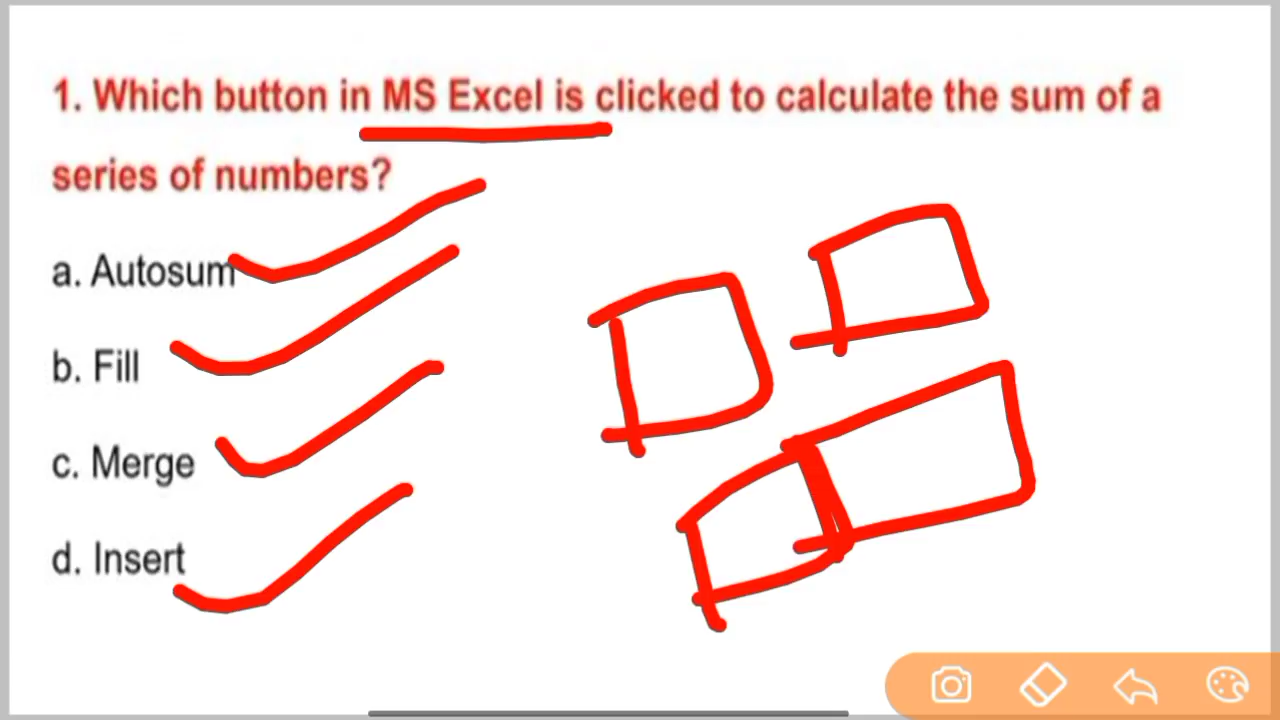 1. Which button in MS Excel is clicked to calculate the sum of a
series of numbers?
a. Autosum
b. Fill
c. Merge
d. Insert